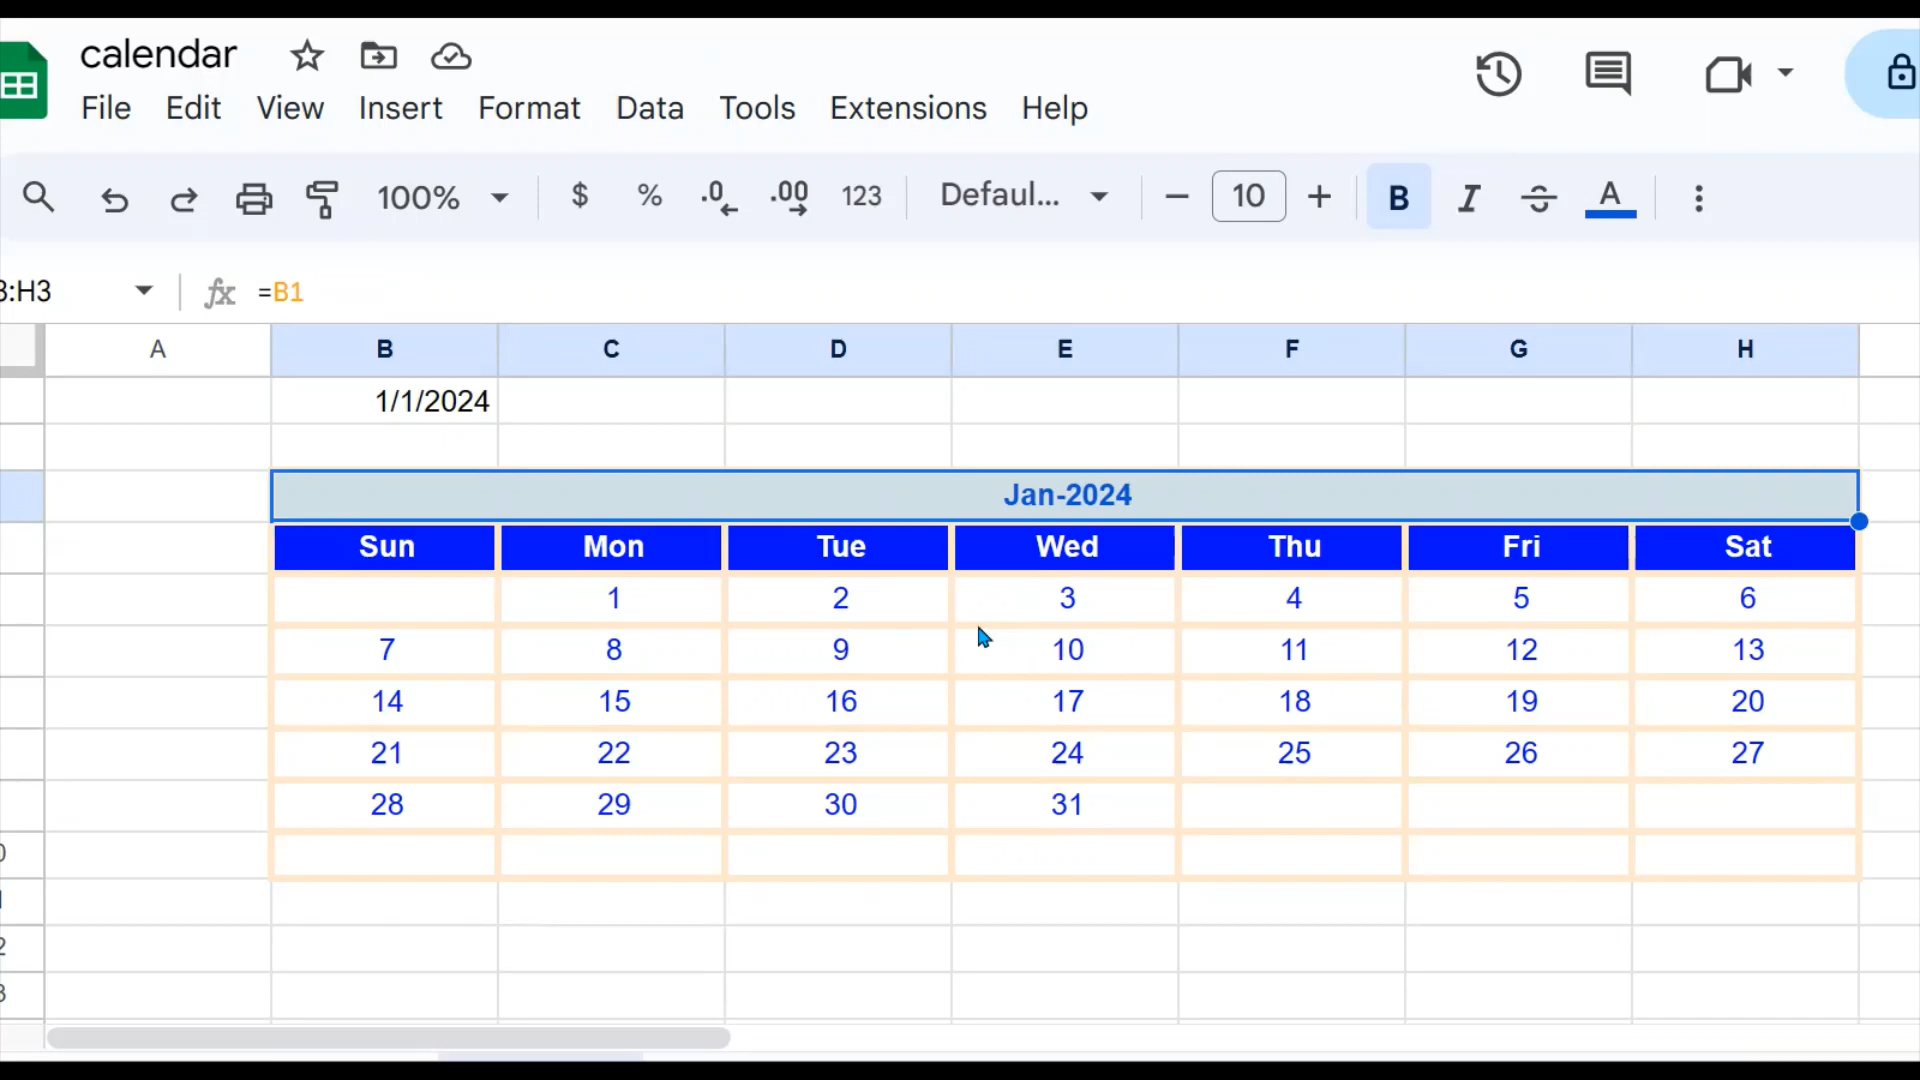 calendar
File Edit View Insert Format Data Tools Extensions Help
100% $ % .0 .00 123 Defaul... − 10 + B I S A
:H3 fx =B1
A B C D E F G H
1/1/2024
Jan-2024
Sun Mon Tue Wed Thu Fri Sat
1 2 3 4 5 6
7 8 9 10 11 12 13
14 15 16 17 18 19 20
21 22 23 24 25 26 27
28 29 30 31